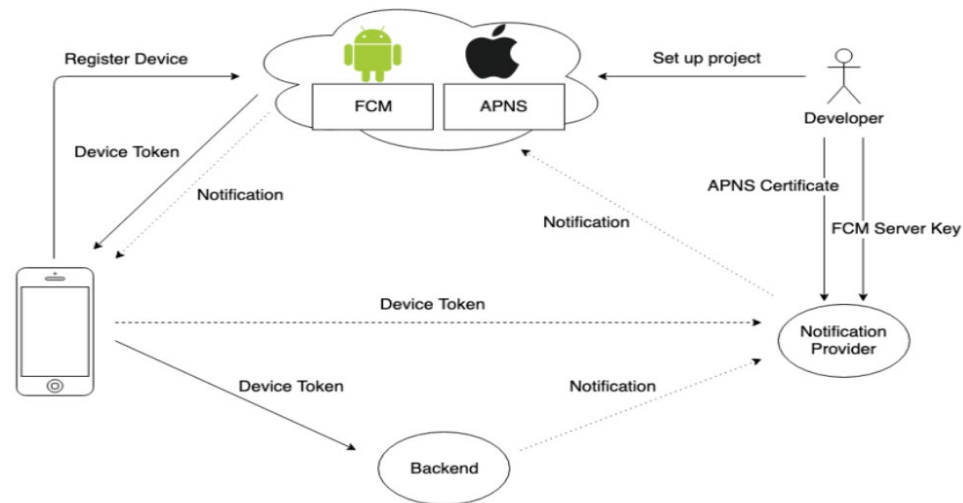 Register Device
Set up project
FCM
APNS
Developer
Device Token
Notification
APNS Certificate
Notification
FCM Server Key
Device Token
Notification
Provider
Device Token
Notification
Backend